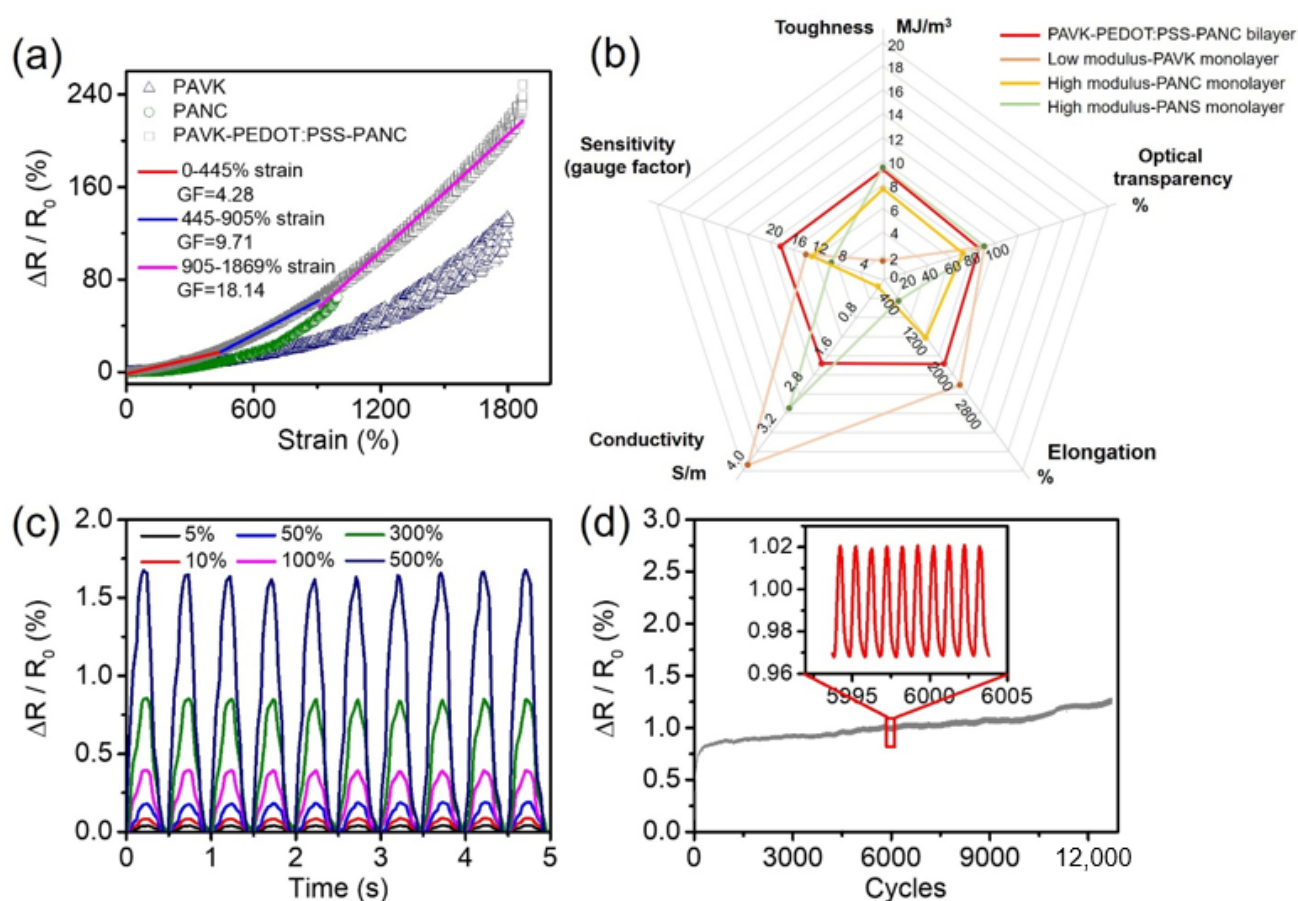 (a)
240
160
80
0
ΔR / R₀ (%)
PAVK
PANC
PAVK-PEDOT:PSS-PANC
0-445% strain
GF=4.28
445-905% strain
GF=9.71
905-1869% strain
GF=18.14
0 600 1200 1800
Strain (%)
(b)
Toughness MJ/m³
PAVK-PEDOT:PSS-PANC bilayer
Low modulus-PAVK monolayer
High modulus-PANC monolayer
High modulus-PANS monolayer
20
18
16
14
12
10
8
6
4
2
0
Sensitivity
(gauge factor)
20 16 12 8 4
Optical
transparency
%
20 40 60 80 100
0.8
1.6
2.8
3.2
4.0
Conductivity
S/m
400
1200
2000
2800
Elongation
%
(c)
2.0
1.5
1.0
0.5
0.0
ΔR / R₀ (%)
5% 50% 300%
10% 100% 500%
0 1 2 3 4 5
Time (s)
(d)
3.0
2.5
2.0
1.5
1.0
0.5
0.0
ΔR / R₀ (%)
1.02
1.00
0.98
0.96
5995 6000 6005
0 3000 6000 9000 12,000
Cycles